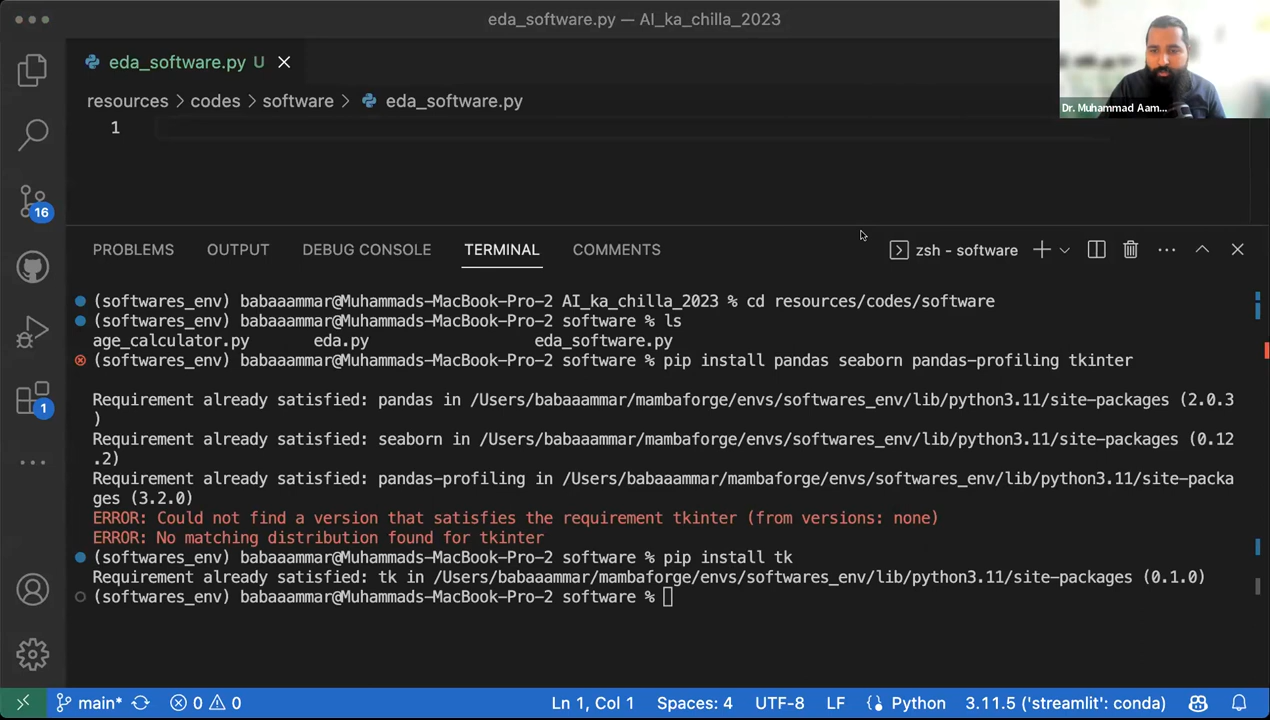 eda_software.py — AI_ka_chilla_2023
eda_software.py U
resources > codes > software > eda_software.py
1
Dr. Muhammad Aam...
16
1
PROBLEMS OUTPUT DEBUG CONSOLE TERMINAL COMMENTS zsh - software
(softwares_env) babaaammar@Muhammads-MacBook-Pro-2 AI_ka_chilla_2023 % cd resources/codes/software
(softwares_env) babaaammar@Muhammads-MacBook-Pro-2 software % ls
age_calculator.py eda.py eda_software.py
(softwares_env) babaaammar@Muhammads-MacBook-Pro-2 software % pip install pandas seaborn pandas-profiling tkinter
Requirement already satisfied: pandas in /Users/babaaammar/mambaforge/envs/softwares_env/lib/python3.11/site-packages (2.0.3
)
Requirement already satisfied: seaborn in /Users/babaaammar/mambaforge/envs/softwares_env/lib/python3.11/site-packages (0.12
.2)
Requirement already satisfied: pandas-profiling in /Users/babaaammar/mambaforge/envs/softwares_env/lib/python3.11/site-packa
ges (3.2.0)
ERROR: Could not find a version that satisfies the requirement tkinter (from versions: none)
ERROR: No matching distribution found for tkinter
(softwares_env) babaaammar@Muhammads-MacBook-Pro-2 software % pip install tk
Requirement already satisfied: tk in /Users/babaaammar/mambaforge/envs/softwares_env/lib/python3.11/site-packages (0.1.0)
(softwares_env) babaaammar@Muhammads-MacBook-Pro-2 software %
main* 0 0 Ln 1, Col 1 Spaces: 4 UTF-8 LF Python 3.11.5 ('streamlit': conda)